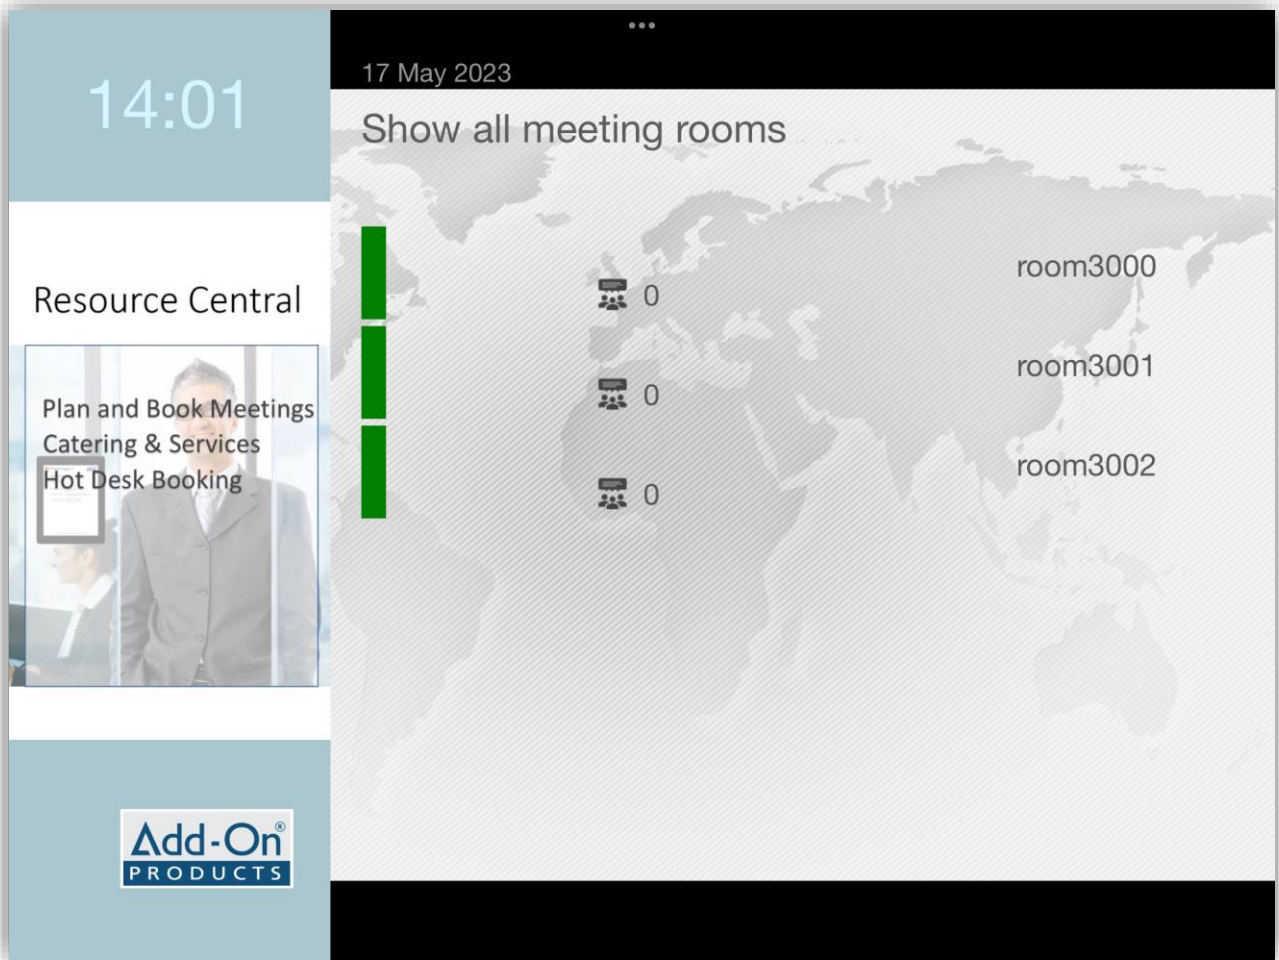 14:01
17 May 2023
Show all meeting rooms
Resource Central
Plan and Book Meetings
Catering & Services
Hot Desk Booking
0
room3000
0
room3001
0
room3002
Add-On®
PRODUCTS